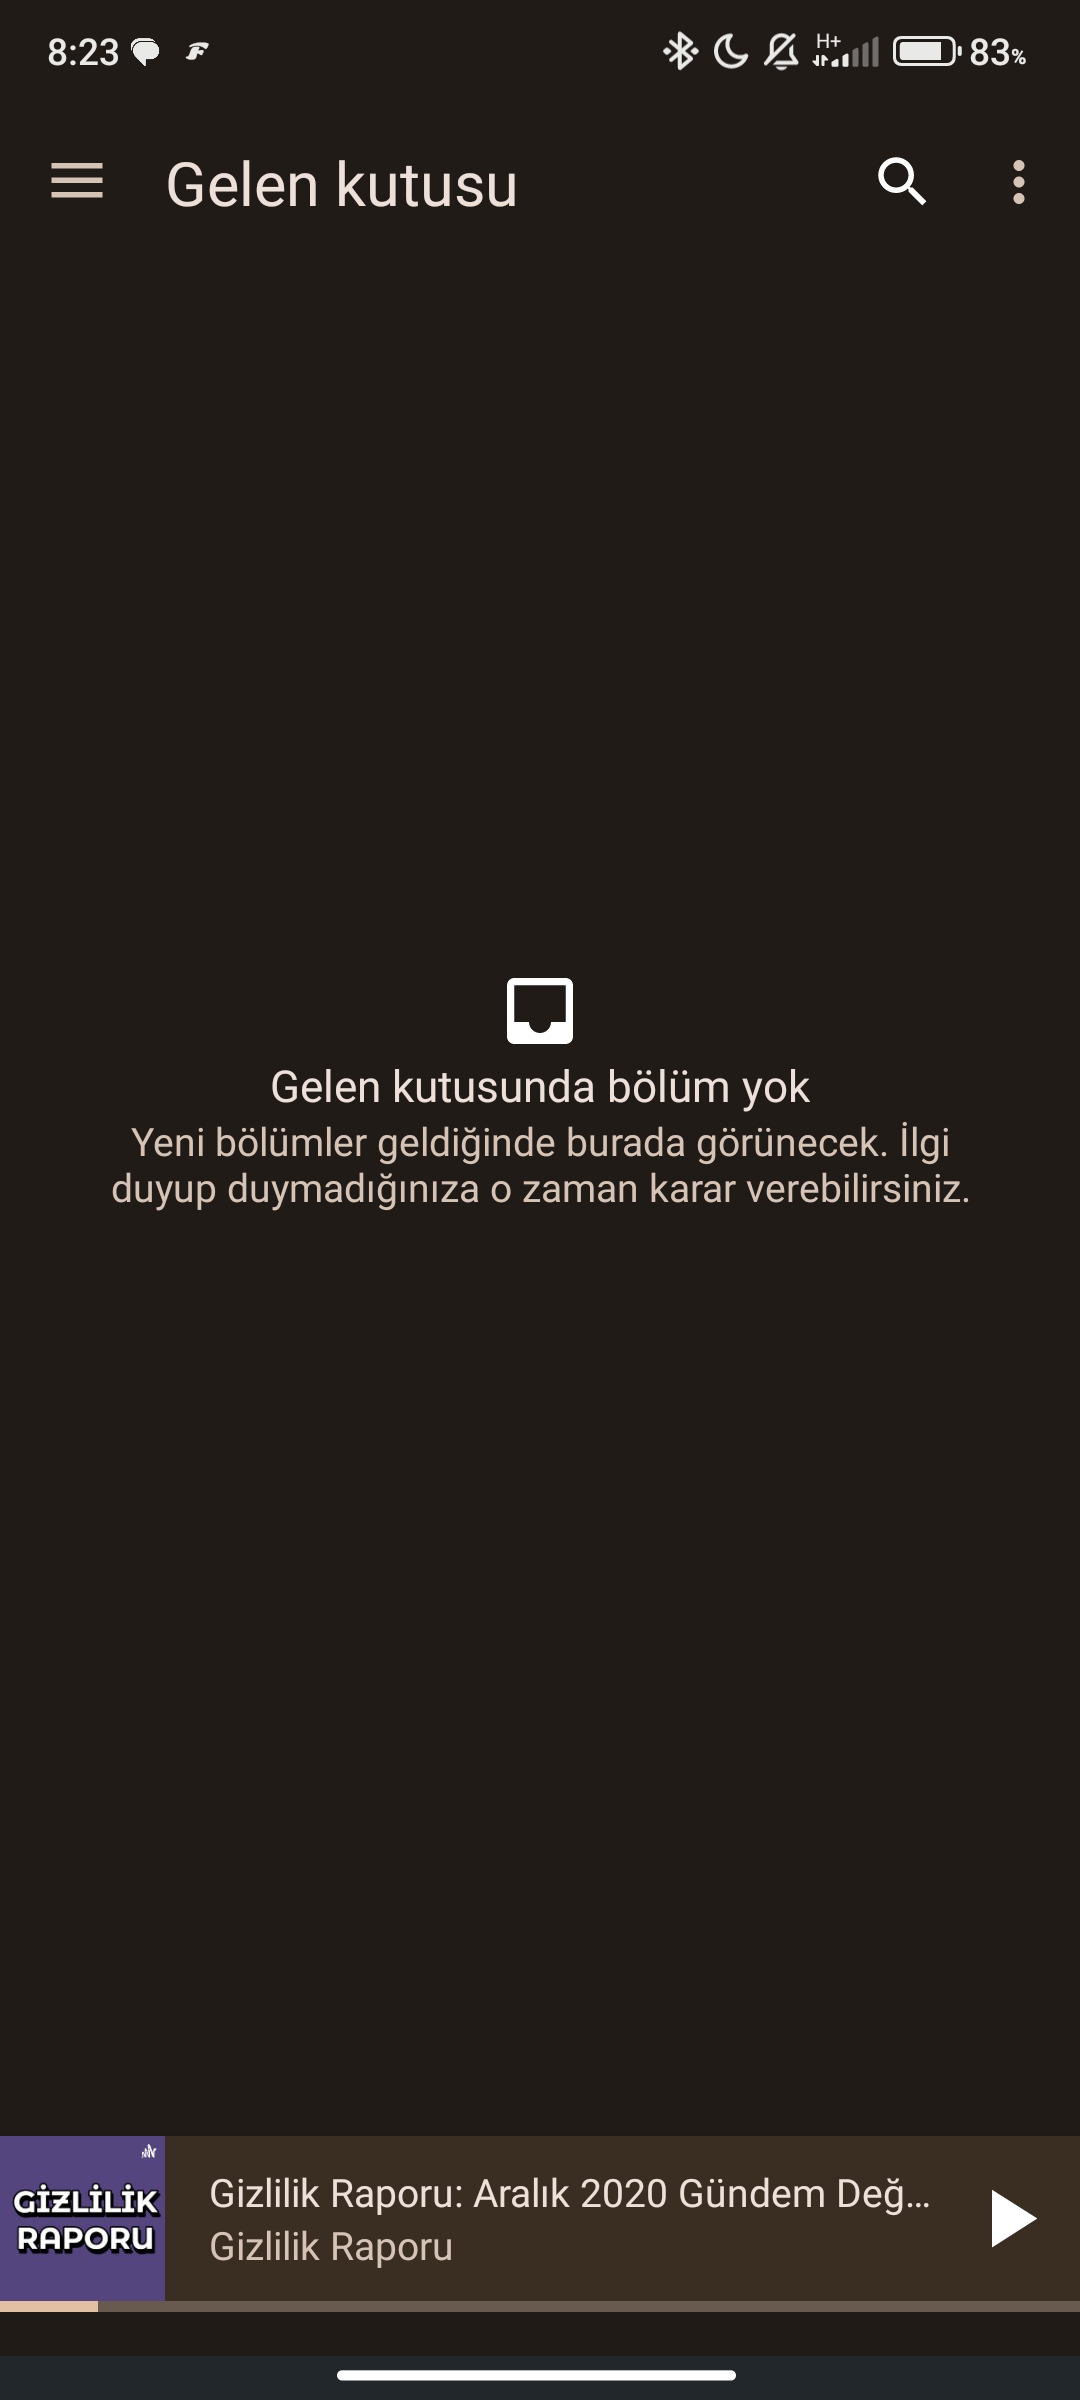 8:23
H+
83%
Gelen kutusu
Gelen kutusunda bölüm yok
Yeni bölümler geldiğinde burada görünecek. İlgi
duyup duymadığınıza o zaman karar verebilirsiniz.
GİZLİLİK
RAPORU
Gizlilik Raporu: Aralık 2020 Gündem Değ...
Gizlilik Raporu